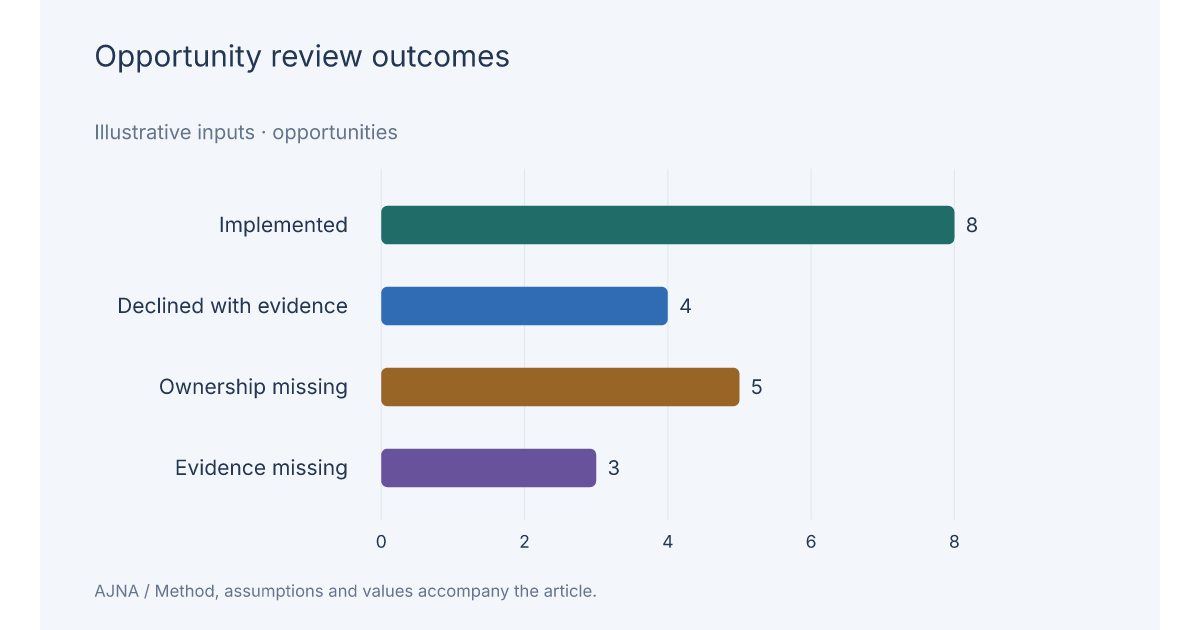 Opportunity review outcomes
Illustrative inputs · opportunities
Implemented 8
Declined with evidence 4
Ownership missing 5
Evidence missing 3
0 2 4 6 8
AJNA / Method, assumptions and values accompany the article.